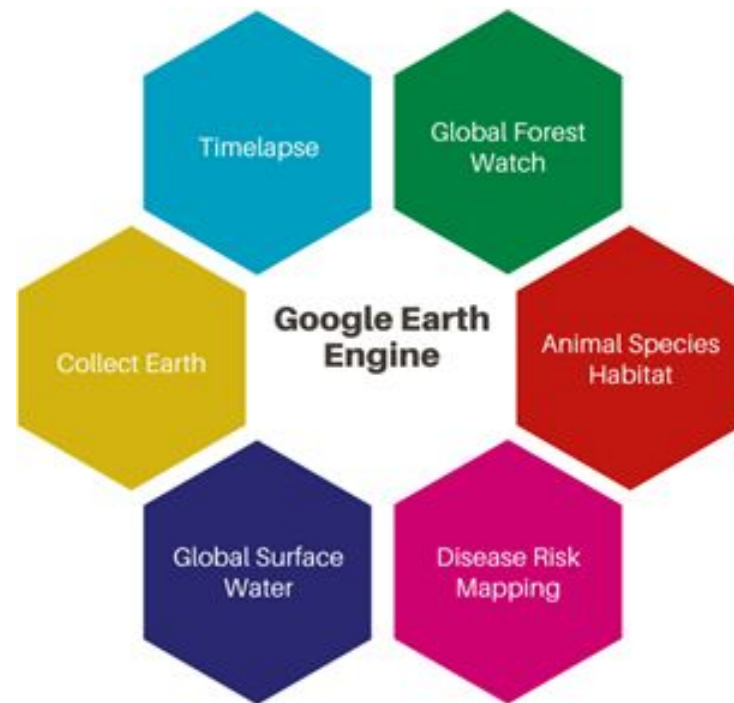 Timelapse
Global Forest
Watch
Google Earth
Engine
Collect Earth
Animal Species
Habitat
Global Surface
Water
Disease Risk
Mapping